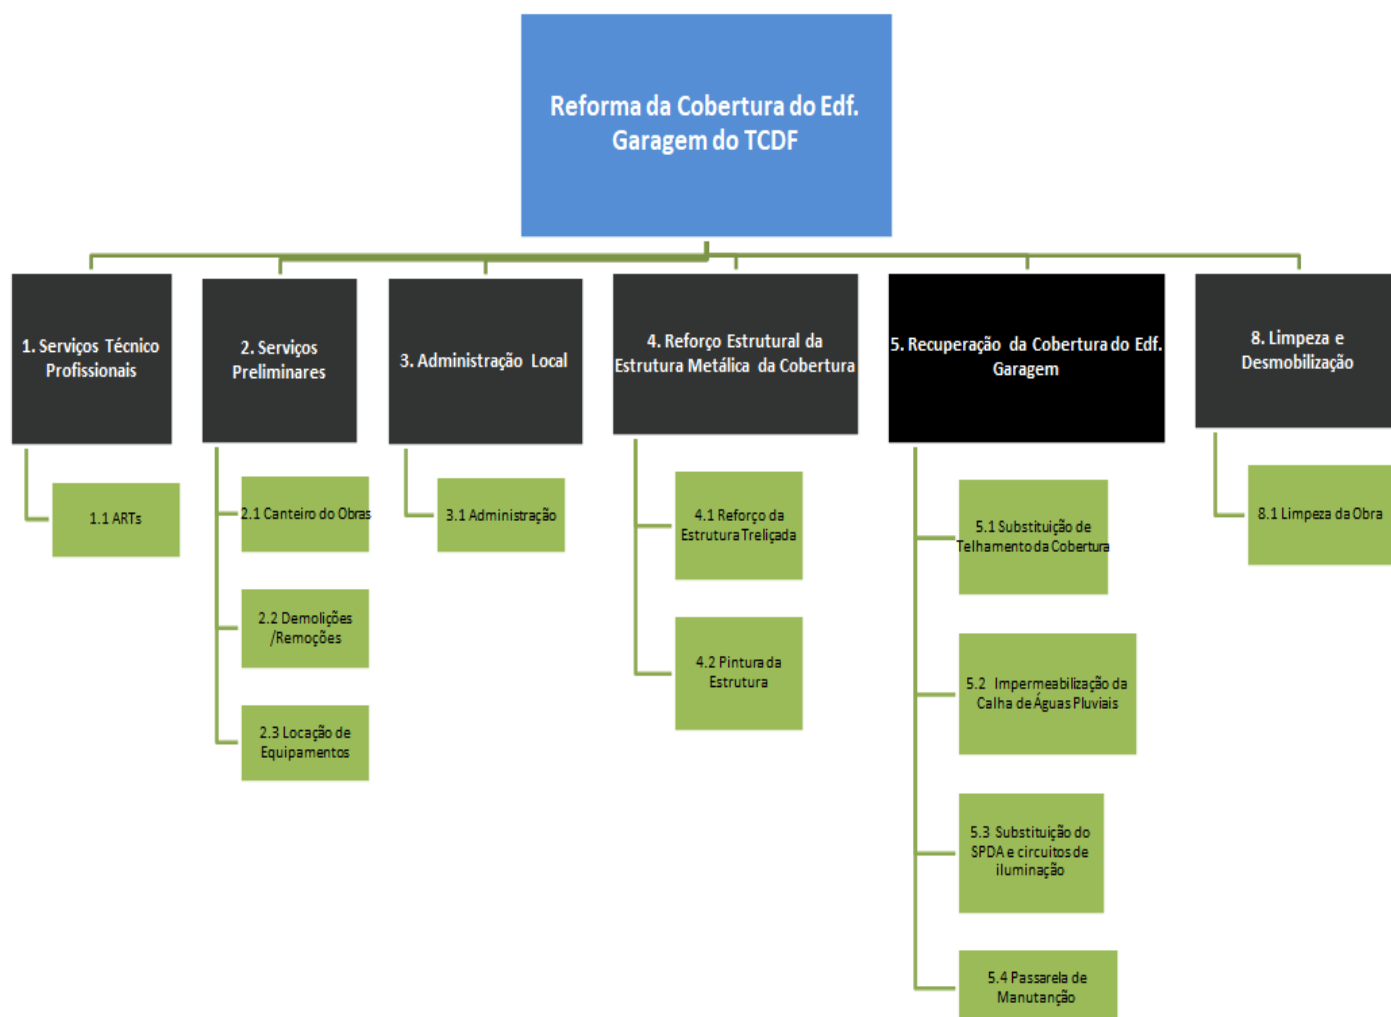 Reforma da Cobertura do Edf.
Garagem do TCDF
1. Serviços Técnico
Profissionais
2. Serviços
Preliminares
3. Administração Local
4. Reforço Estrutural da
Estrutura Metálica da Cobertura
5. Recuperação da Cobertura do Edf.
Garagem
8. Limpeza e
Desmobilização
1.1 ARTs
2.1 Canteiro do Obras
2.2 Demolições
/Remoções
2.3 Locação de
Equipamentos
3.1 Administração
4.1 Reforço da
Estrutura Treliçada
4.2 Pintura da
Estrutura
5.1 Substituição de
Telhamento da Cobertura
5.2 Impermeabilização da
Calha de Águas Pluviais
5.3 Substituição do
SPDA e circuitos de
iluminação
5.4 Passarela de
Manutanção
8.1 Limpeza da Obra